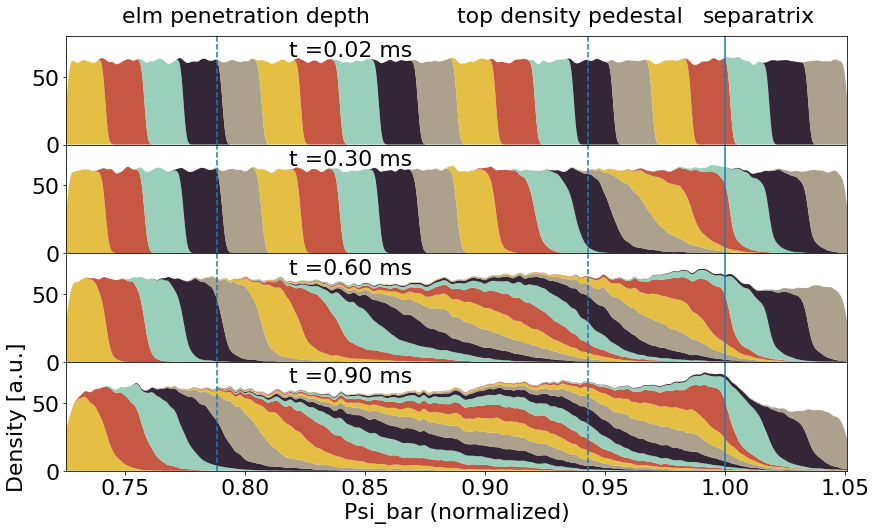 elm penetration depth top density pedestal separatrix
t =0.02 ms
50
0
t =0.30 ms
50
0
t =0.60 ms
50
0
t =0.90 ms
50
0
Density [a.u.]
0.75 0.80 0.85 0.90 0.95 1.00 1.05
Psi_bar (normalized)